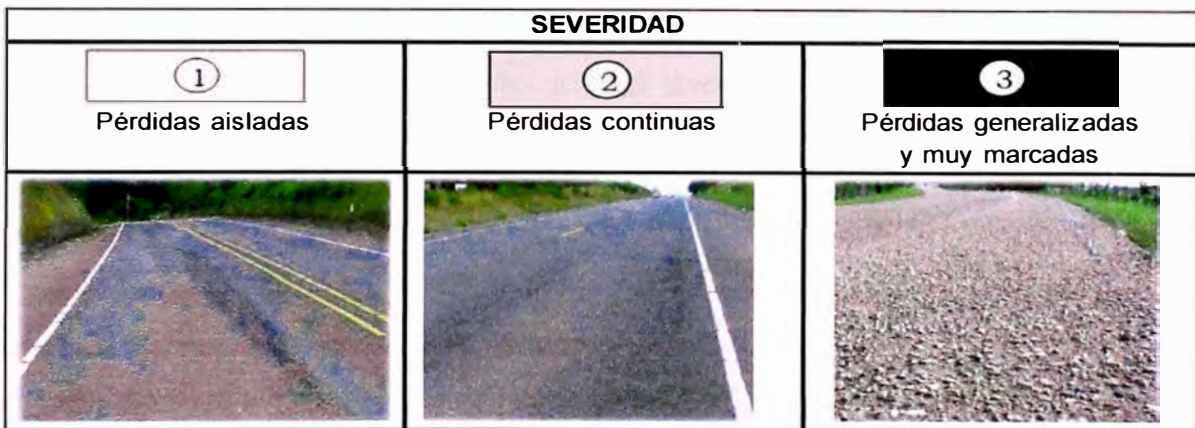 SEVERIDAD
1
Pérdidas aisladas
2
Pérdidas continuas
3
Pérdidas generalizadas
y muy marcadas